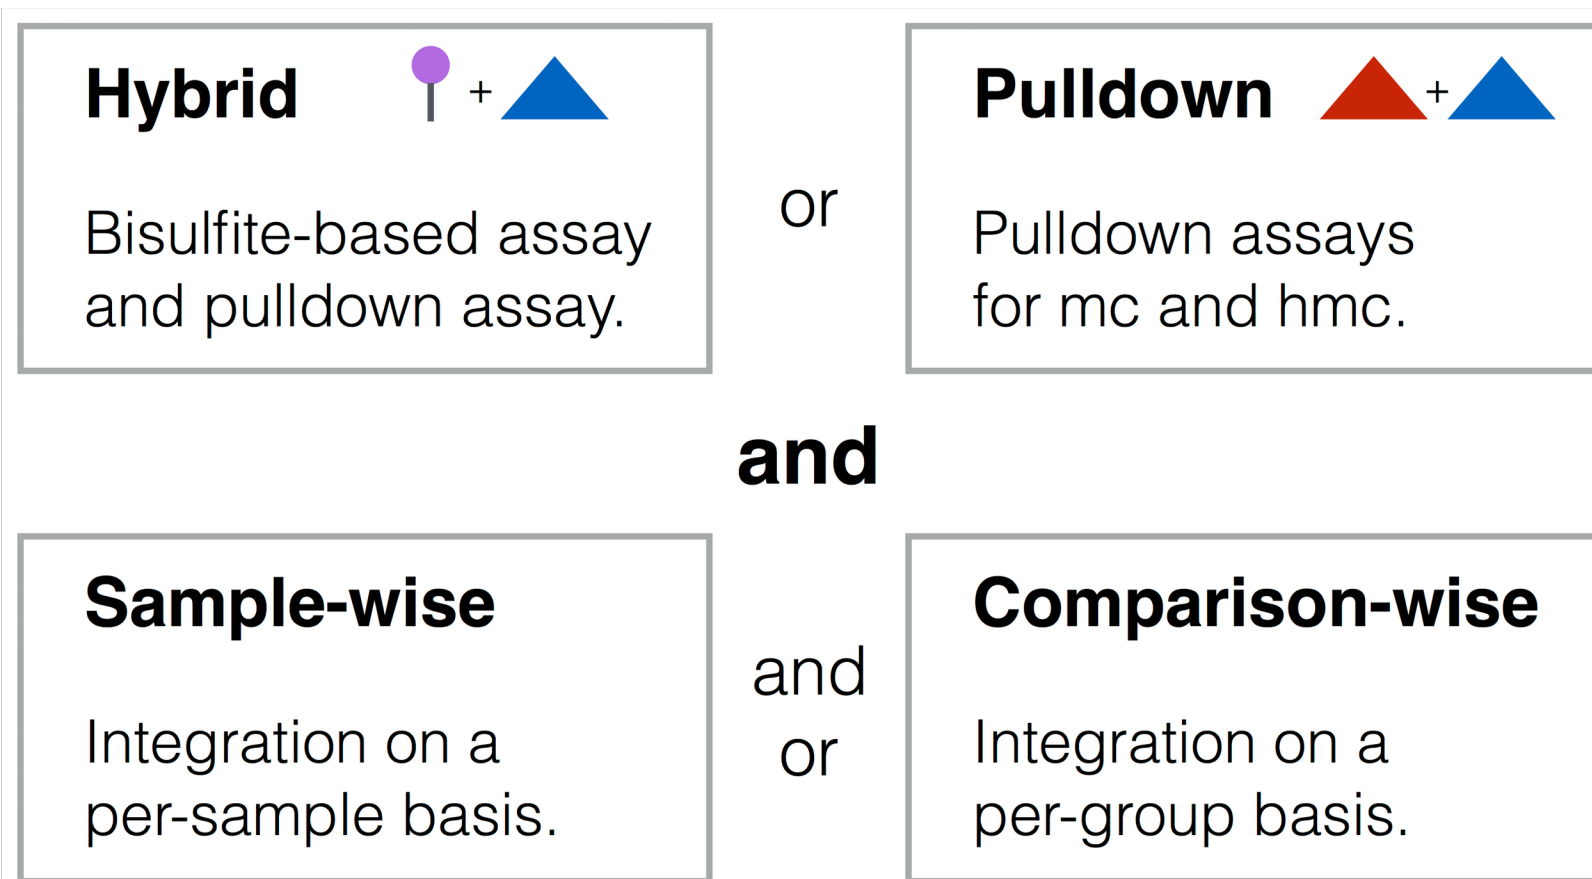 Hybrid +
Bisulfite-based assay
and pulldown assay.
or
Pulldown +
Pulldown assays
for mc and hmc.
and
Sample-wise
Integration on a
per-sample basis.
and
or
Comparison-wise
Integration on a
per-group basis.